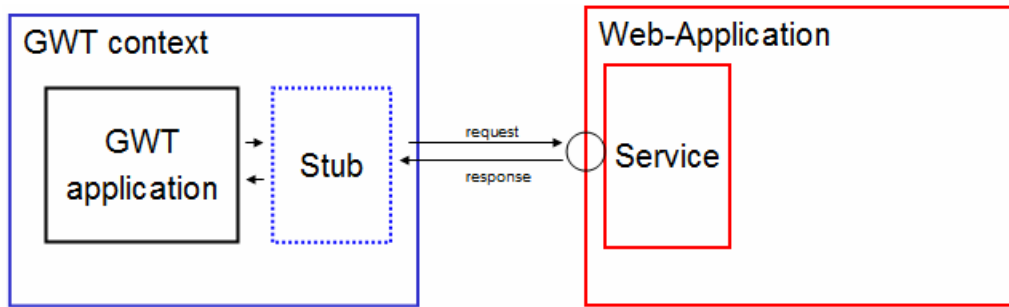 GWT context
GWT
application
Stub
request
response
Web-Application
Service